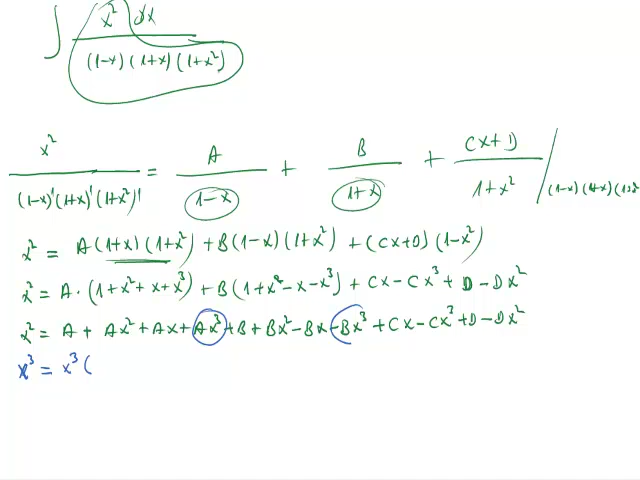 ∫ x² dx / (1-x)(1+x)(1+x²)
x² / (1-x)¹(1+x)¹(1+x²)¹ = A / 1-x + B / 1+x + Cx+D / 1+x² / (1-x)(1+x)(1+x²
x² = A(1+x)(1+x²) + B(1-x)(1+x²) + (Cx+D)(1-x²)
x² = A·(1+x²+x+x³) + B(1+x²-x-x³) + Cx-Cx³+D-Dx²
x² = A+Ax²+Ax+Ax³+B+Bx²-Bx-Bx³+Cx-Cx³+D-Dx²
x³ = x³(